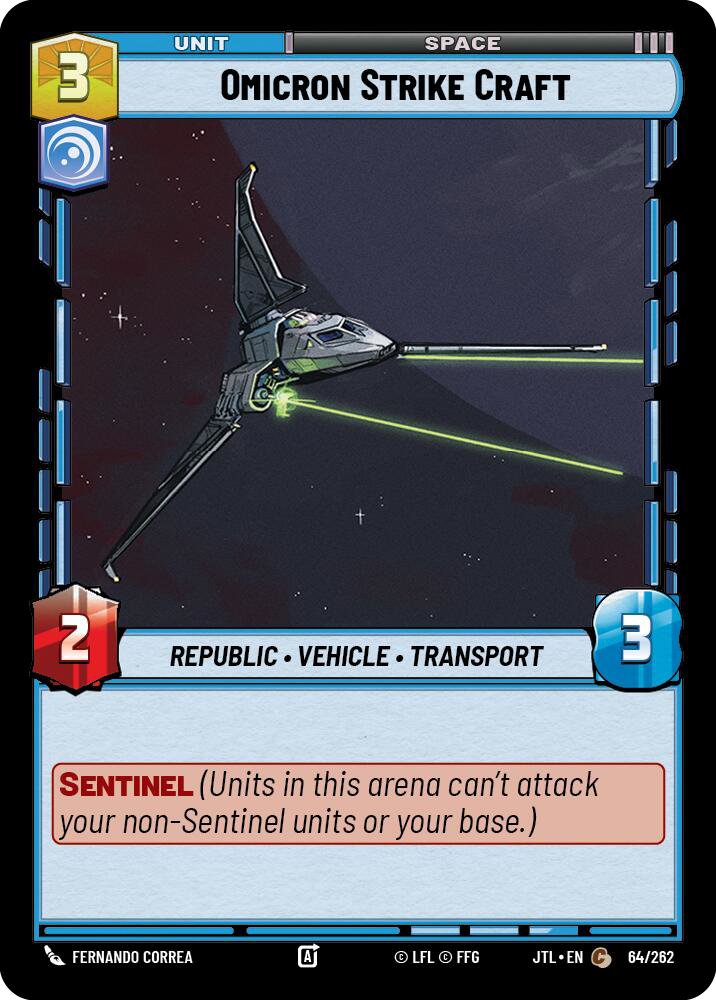 UNIT
SPACE
3
OMICRON STRIKE CRAFT
2
REPUBLIC • VEHICLE • TRANSPORT
3
SENTINEL (Units in this arena can't attack
your non-Sentinel units or your base.)
FERNANDO CORREA
A
© LFL © FFG
JTL • EN
C
64/262